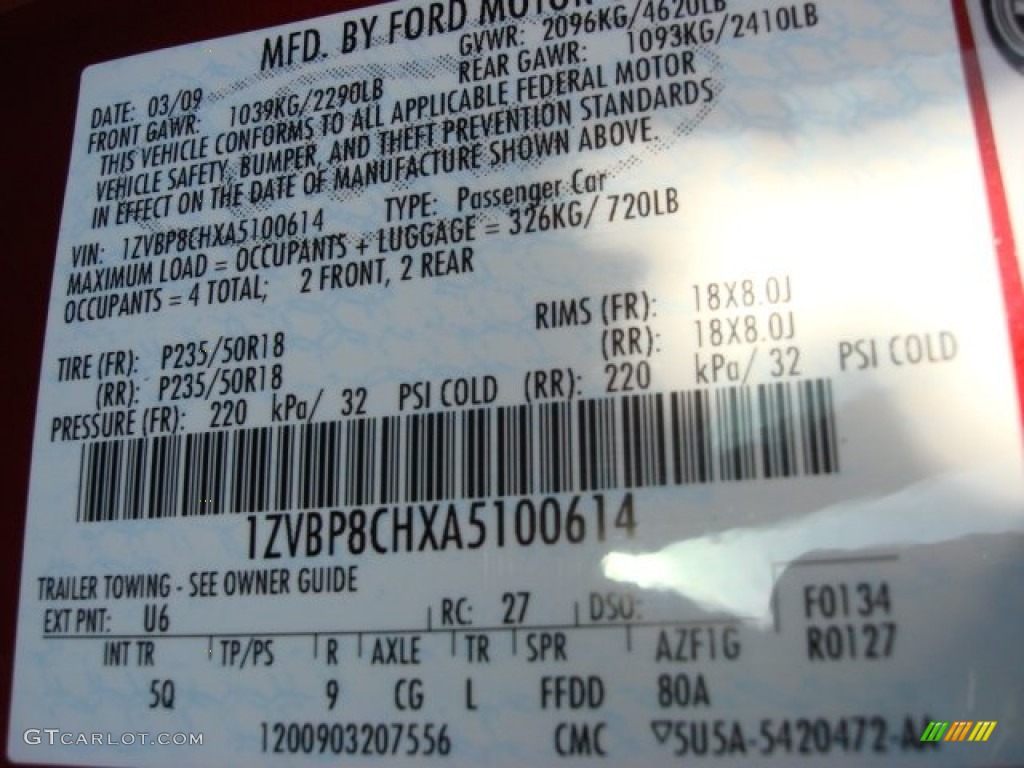 MFD. BY FORD MOTOR
DATE: 03/09 GVWR: 2096KG/4620LB
FRONT GAWR: 1039KG/2290LB REAR GAWR: 1093KG/2410LB
THIS VEHICLE CONFORMS TO ALL APPLICABLE FEDERAL MOTOR
VEHICLE SAFETY, BUMPER, AND THEFT PREVENTION STANDARDS
IN EFFECT ON THE DATE OF MANUFACTURE SHOWN ABOVE.
VIN: 1ZVBP8CHXA5100614 TYPE: Passenger Car
MAXIMUM LOAD = OCCUPANTS + LUGGAGE = 326KG/ 720LB
OCCUPANTS = 4 TOTAL; 2 FRONT, 2 REAR
TIRE (FR): P235/50R18 RIMS (FR): 18X8.0J
(RR): P235/50R18 (RR): 18X8.0J
PRESSURE (FR): 220 kPa/ 32 PSI COLD (RR): 220 kPa/ 32 PSI COLD
1ZVBP8CHXA5100614
TRAILER TOWING - SEE OWNER GUIDE
EXT PNT: U6 RC: 27 DSO: F0134
INT TR TP/PS R AXLE TR SPR AZF1G R0127
5Q 9 CG L FFDD 80A
1200903207556 CMC ▽5U5A-5420472-AA
GTCARLOT.COM